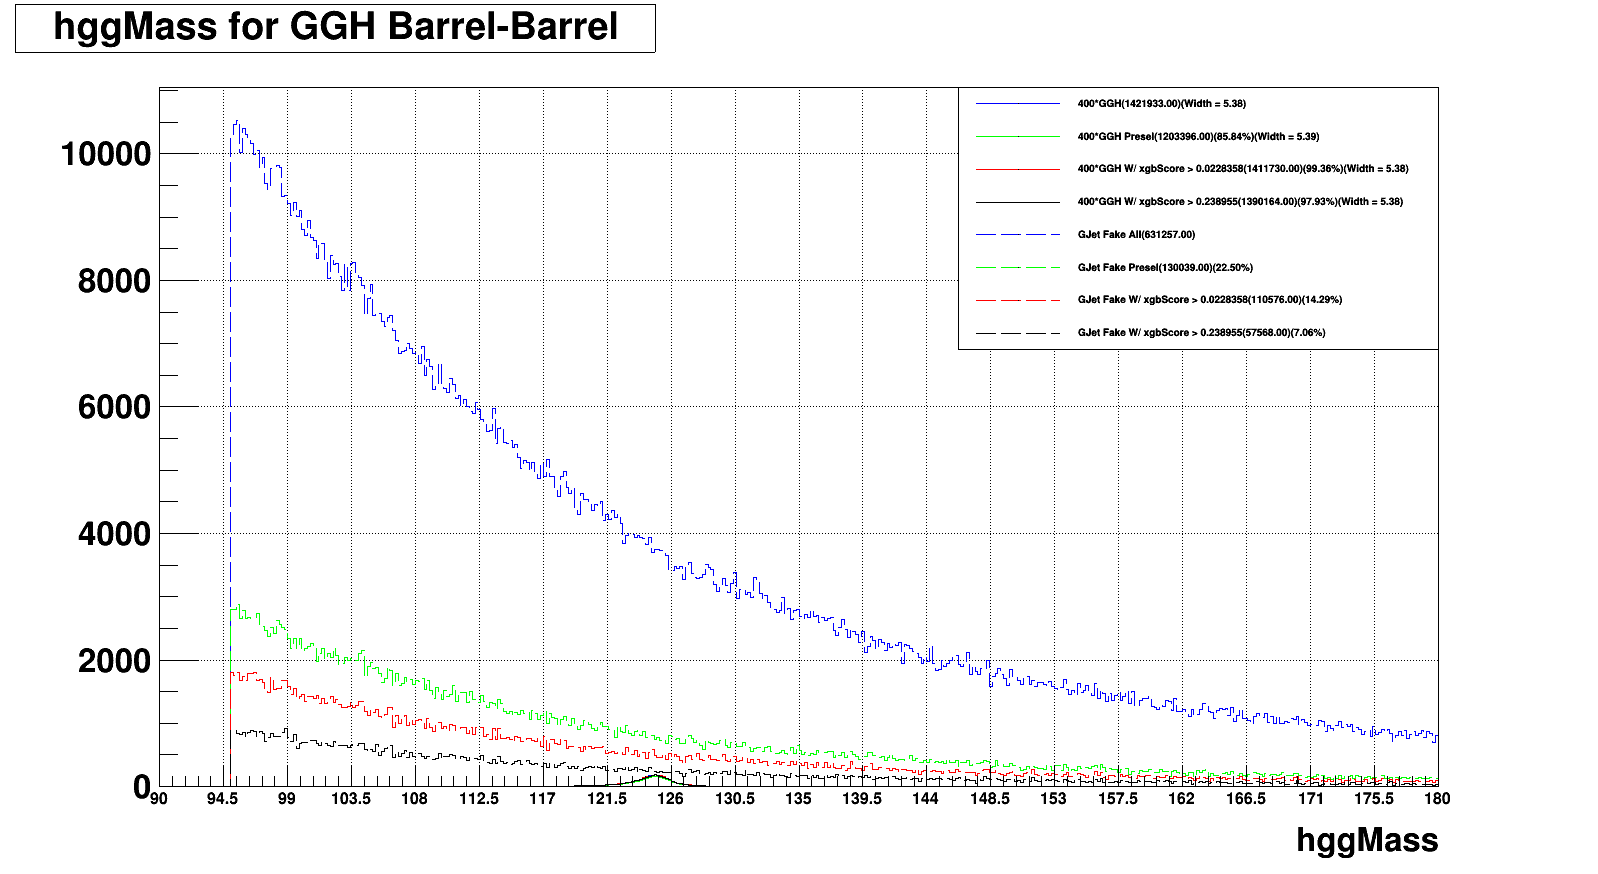 hggMass for GGH Barrel-Barrel
400*GGH(1421933.00)(Width = 5.38)
400*GGH Presel(1203396.00)(85.84%)(Width = 5.39)
400*GGH W/ xgbScore > 0.0228358(1411730.00)(99.36%)(Width = 5.38)
400*GGH W/ xgbScore > 0.238955(1390164.00)(97.93%)(Width = 5.38)
GJet Fake All(631257.00)
GJet Fake Presel(130039.00)(22.50%)
GJet Fake W/ xgbScore > 0.0228358(110576.00)(14.29%)
GJet Fake W/ xgbScore > 0.238955(57568.00)(7.06%)
10000
8000
6000
4000
2000
0
90 94.5 99 103.5 108 112.5 117 121.5 126 130.5 135 139.5 144 148.5 153 157.5 162 166.5 171 175.5 180
hggMass